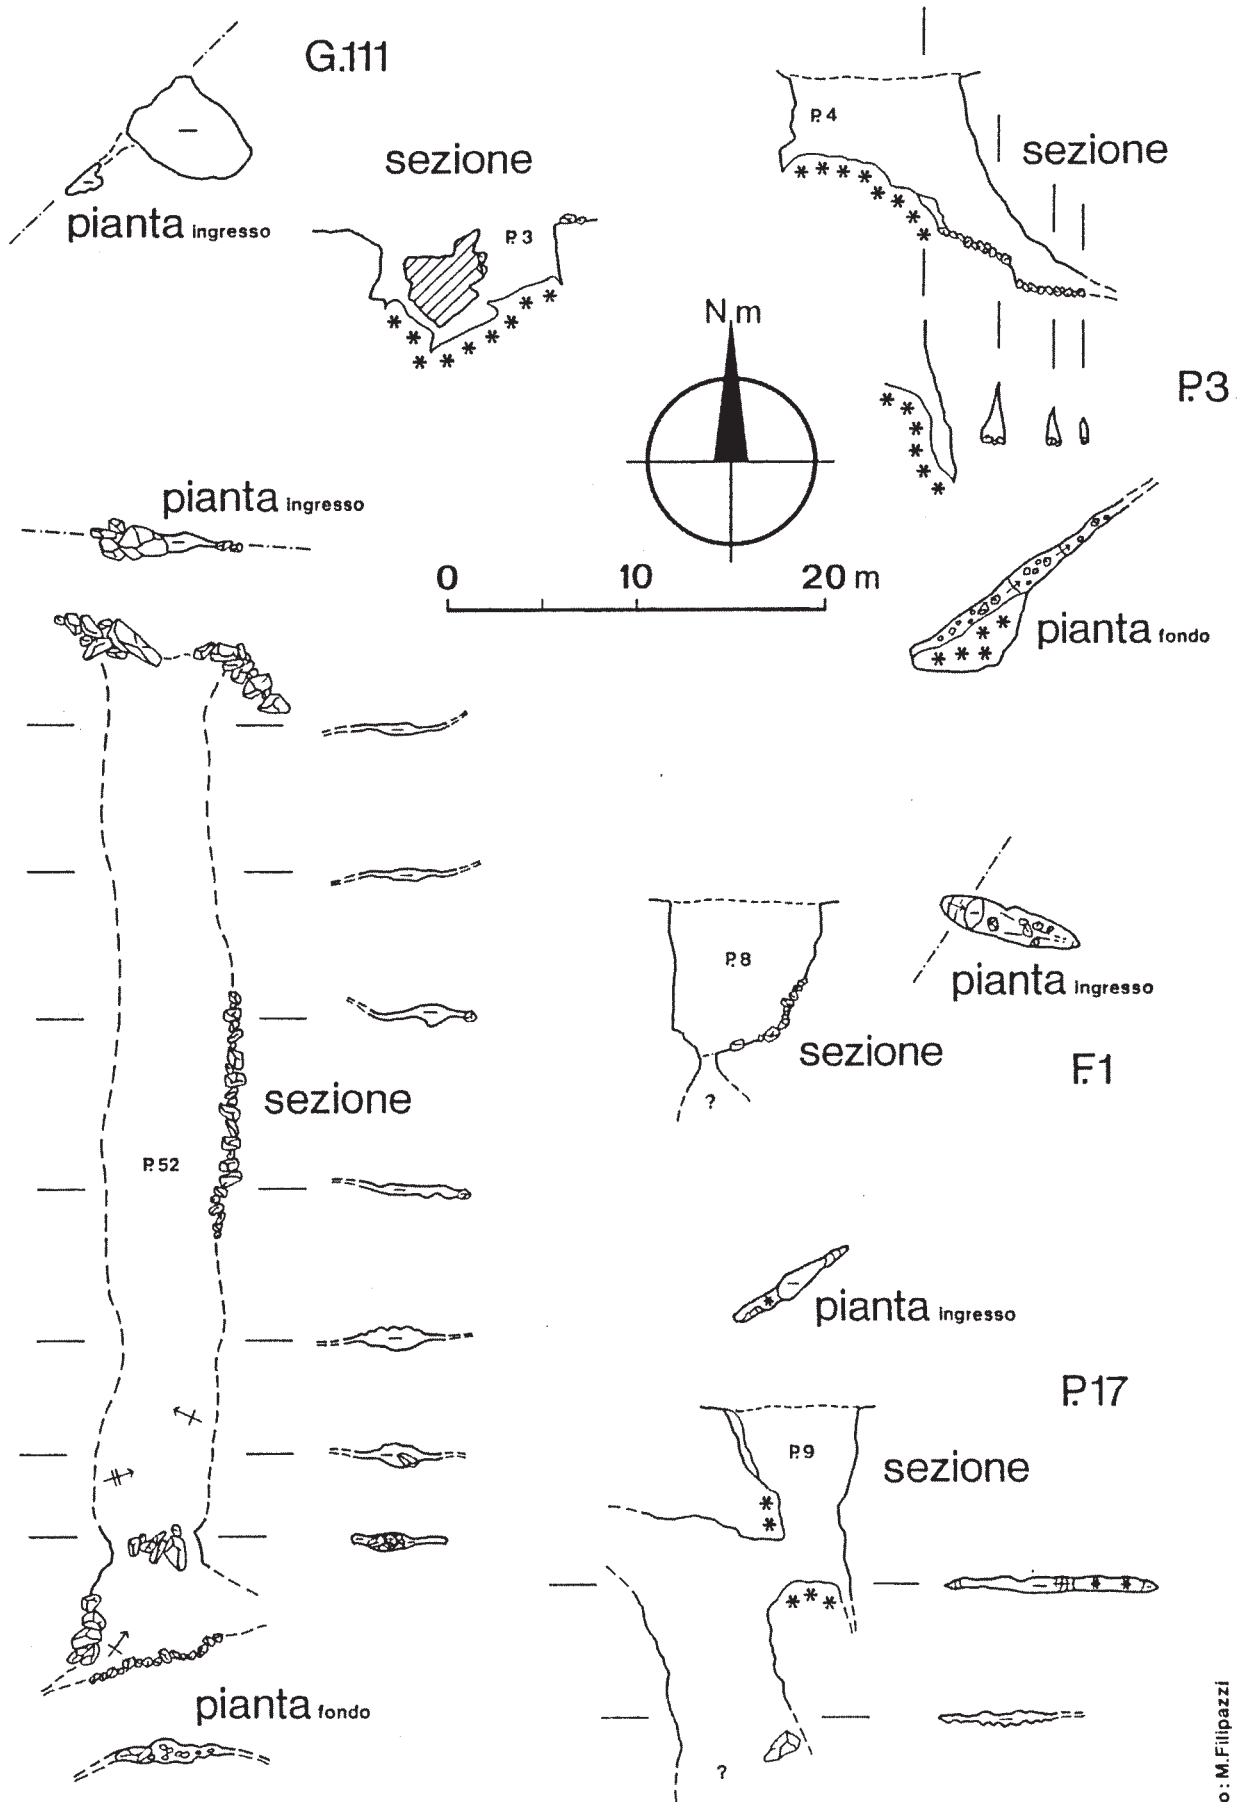 G.111
sezione
pianta ingresso
P.3
P.4
sezione
N m
P.3
pianta ingresso
0 10 20 m
pianta fondo
P.8
pianta ingresso
sezione
F.1
sezione
P.52
pianta ingresso
?
P.17
P.9
sezione
pianta fondo
?
o: M.Filipazzi